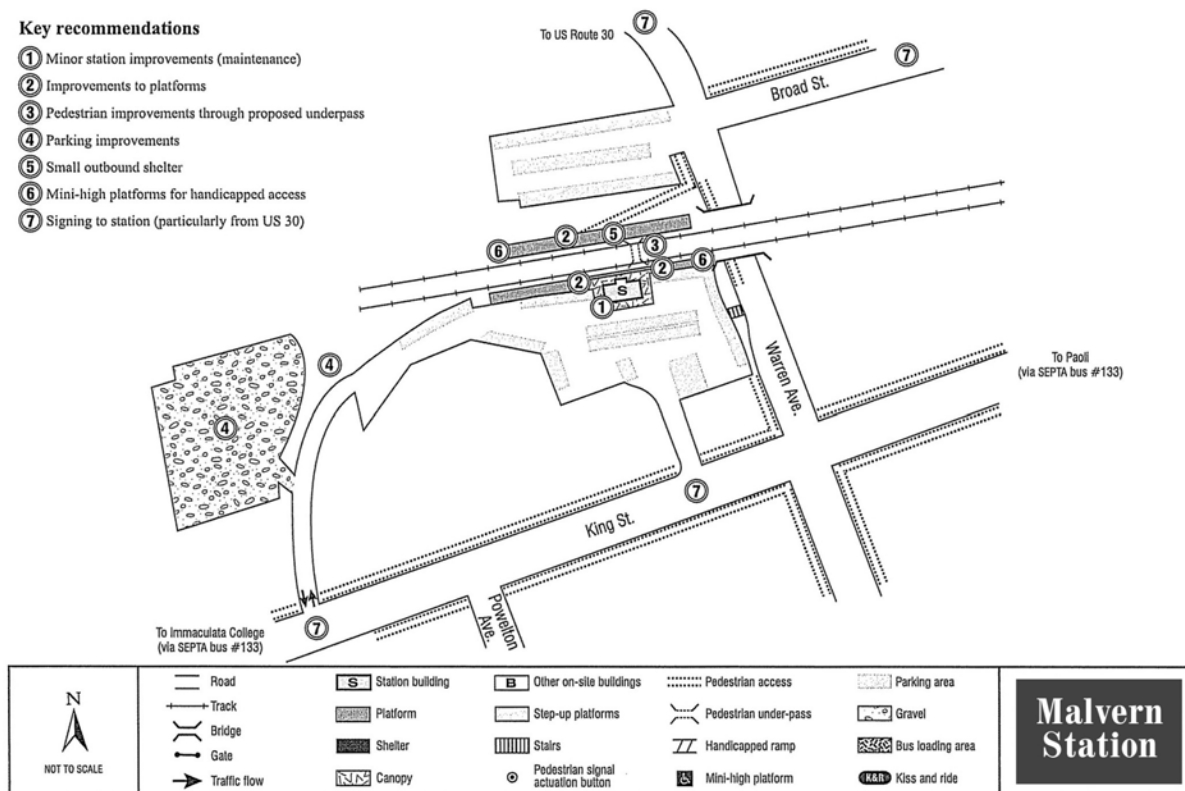 Key recommendations
1 Minor station improvements (maintenance)
2 Improvements to platforms
3 Pedestrian improvements through proposed underpass
4 Parking improvements
5 Small outbound shelter
6 Mini-high platforms for handicapped access
7 Signing to station (particularly from US 30)
To US Route 30
7
7
Broad St.
6
2
5
3
2
2
6
S
1
4
4
Warren Ave.
To Paoli
(via SEPTA bus #133)
7
King St.
Powelton
Ave.
7
To Immaculata College
(via SEPTA bus #133)
N
NOT TO SCALE
Road
Track
Bridge
Gate
Traffic flow
S Station building
Platform
Shelter
Canopy
B Other on-site buildings
Step-up platforms
Stairs
Pedestrian signal
actuation button
Pedestrian access
Pedestrian under-pass
Handicapped ramp
Mini-high platform
Parking area
Gravel
Bus loading area
K&R Kiss and ride
Malvern
Station